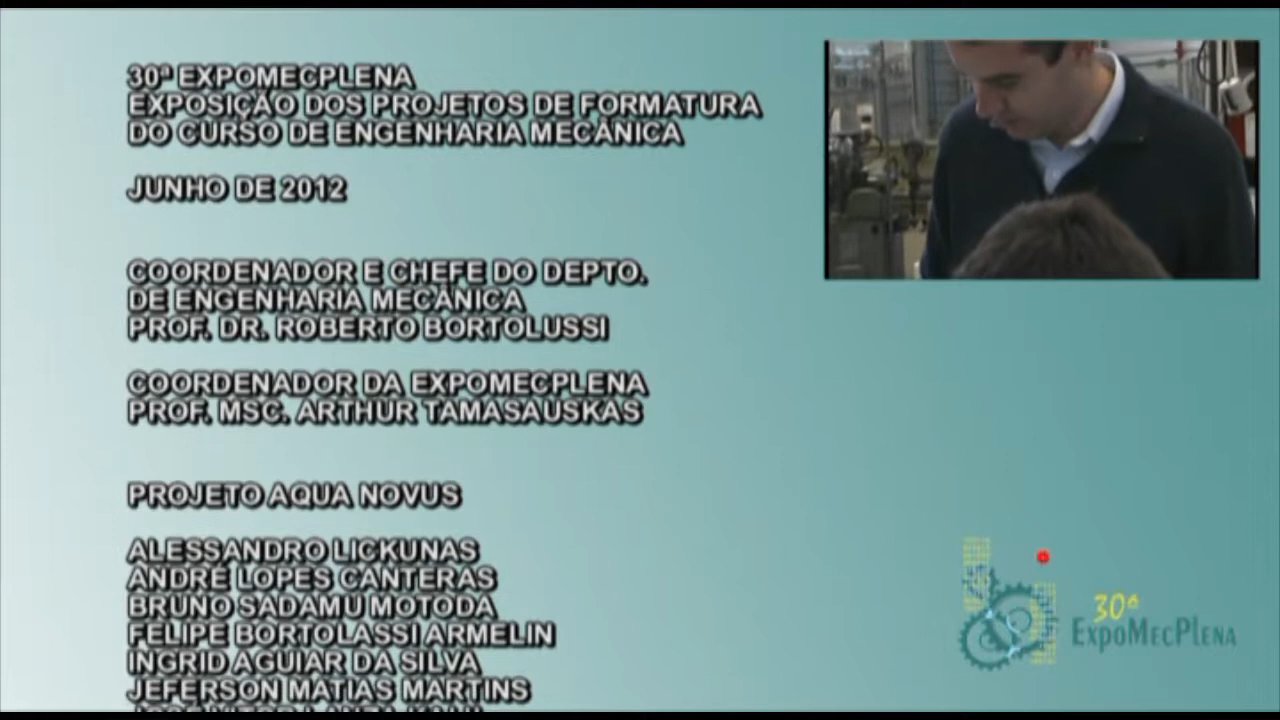 30ª EXPOMECPLENA
EXPOSIÇÃO DOS PROJETOS DE FORMATURA
DO CURSO DE ENGENHARIA MECÂNICA
JUNHO DE 2012
COORDENADOR E CHEFE DO DEPTO.
DE ENGENHARIA MECÂNICA
PROF. DR. ROBERTO BORTOLUSSI
COORDENADOR DA EXPOMECPLENA
PROF. MSC. ARTHUR TAMASAUSKAS
PROJETO AQUA NOVUS
ALESSANDRO LICKUNAS
ANDRÉ LOPES CANTERAS
BRUNO SADAMU MOTODA
FELIPE BORTOLASSI ARMELIN
INGRID AGUIAR DA SILVA
JEFERSON MATIAS MARTINS
30ª
EXPOMECPLENA